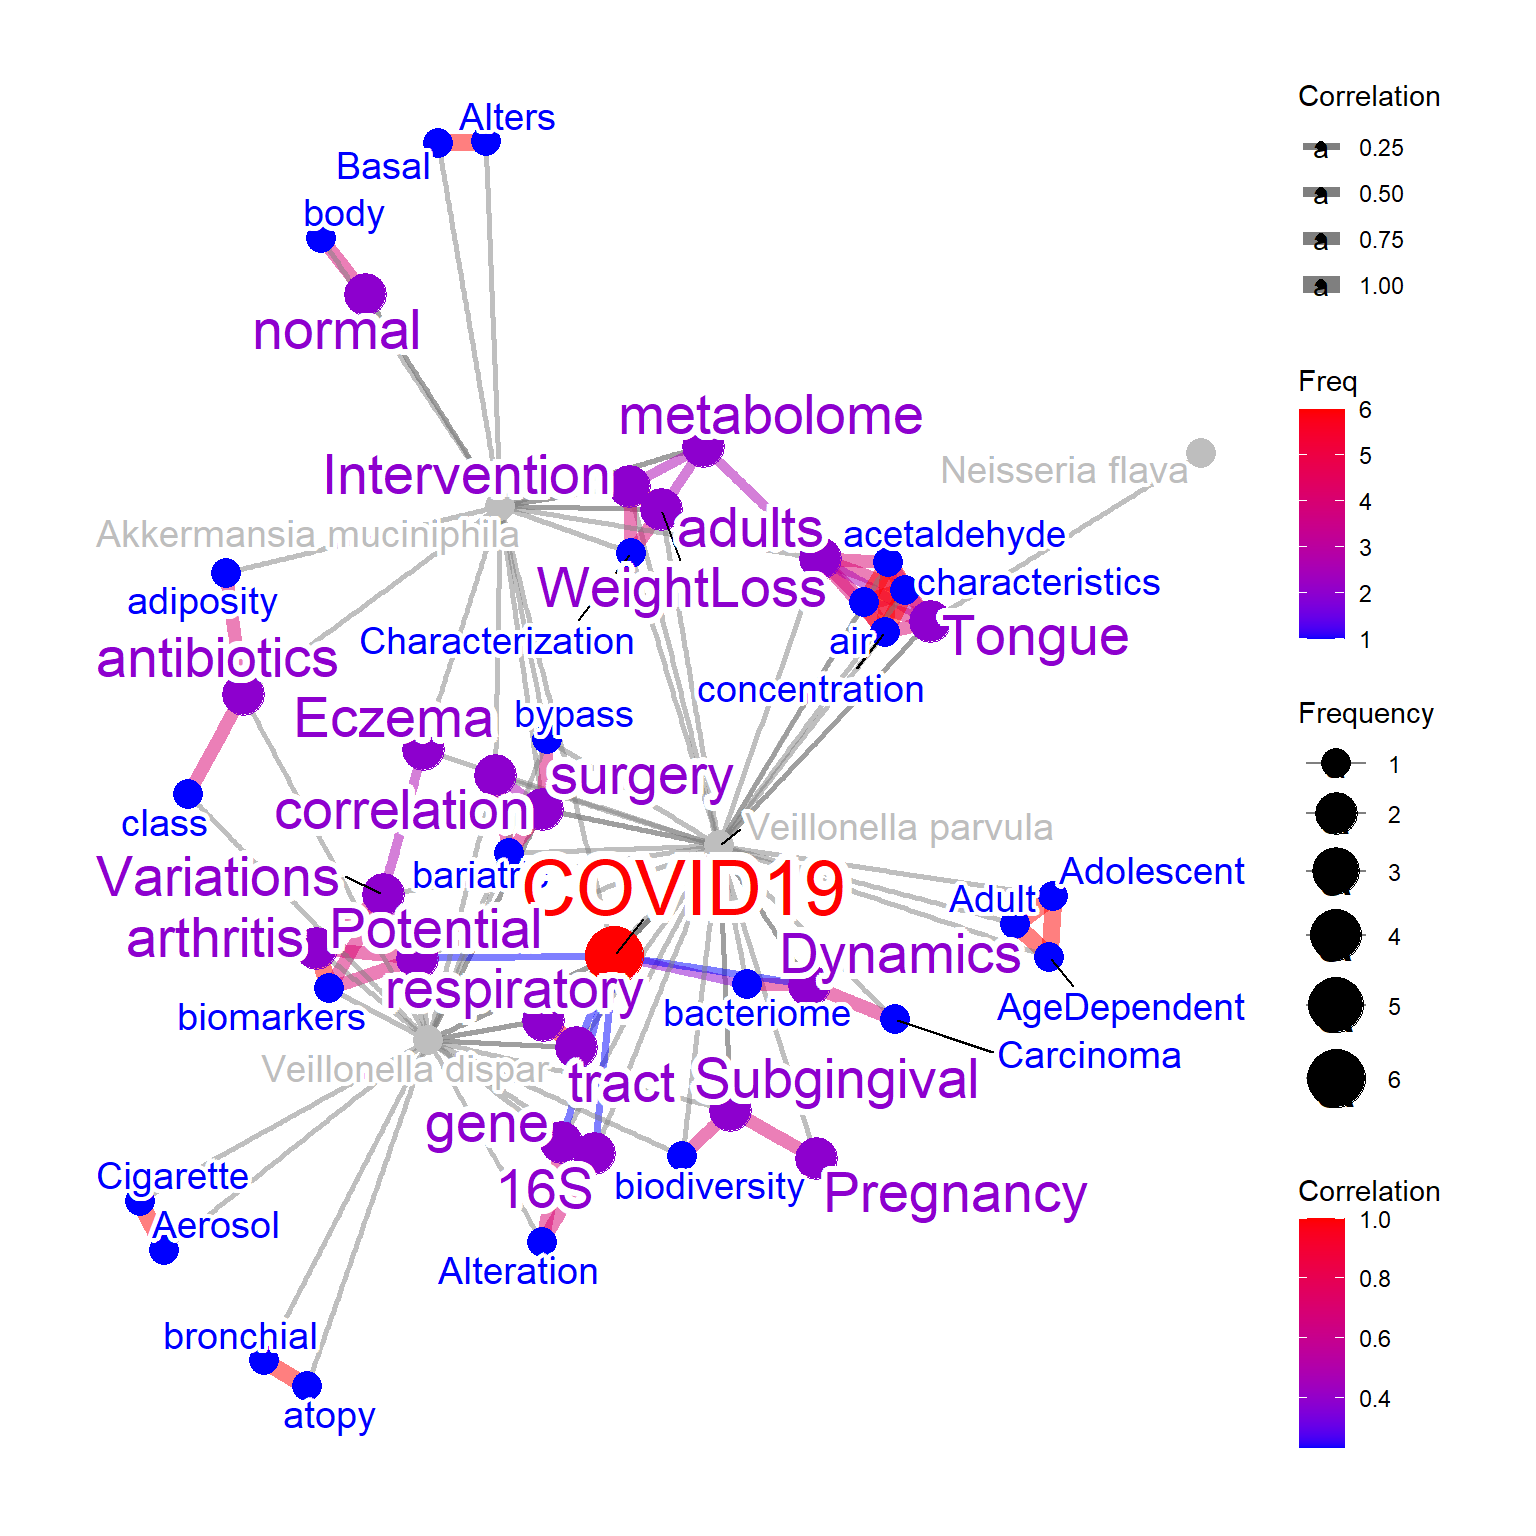 Alters
Basal
body
normal
metabolome
Intervention
Neisseria flava
Akkermansia muciniphila
adults
acetaldehyde
characteristics
WeightLoss
adiposity
Characterization
air
Tongue
antibiotics
concentration
Eczema
bypass
surgery
correlation
class
Veillonella parvula
Variations
COVID19
Adolescent
Adult
arthritis
Potential
Dynamics
respiratory
biomarkers
bacteriome
AgeDependent
Carcinoma
Veillonella dispar
tract
Subgingival
gene
16S
biodiversity
Pregnancy
Cigarette
Aerosol
Alteration
bronchial
atopy
Correlation
a 0.25
a 0.50
a 0.75
a 1.00
Freq
6
5
4
3
2
1
Frequency
1
2
3
4
5
6
Correlation
1.0
0.8
0.6
0.4